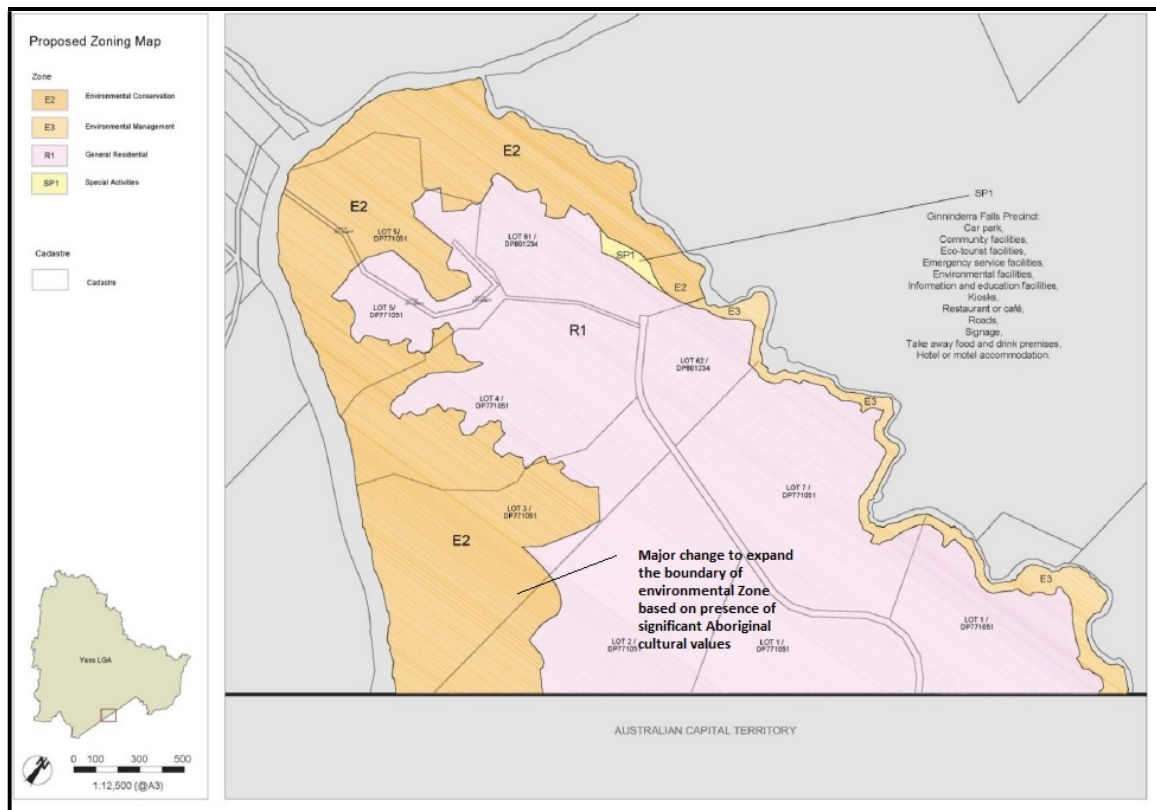 Proposed Zoning Map
Zone
E2 Environmental Conservation
E3 Environmental Management
R1 General Residential
SP1 Special Activities
Cadastre
Cadastre
Yass LGA
0 100 300 500
1:12,500 (@A3)
E2
E2
LOT 5/
DP771051
LOT 61 /
DP801234
SP1
E2
E3
LOT 5/
DP771051
R1
LOT 62 /
DP801234
LOT 4 /
DP771051
E3
LOT 7 /
DP771051
LOT 3 /
DP771051
E2
Major change to expand
the boundary of
environmental Zone
based on presence of
significant Aboriginal
cultural values
E3
LOT 2 /
DP771051
LOT 1 /
DP771051
LOT 1 /
DP771051
SP1
Ginninderra Falls Precinct:
Car park,
Community facilities,
Eco-tourist facilities,
Emergency service facilities,
Environmental facilities,
Information and education facilities,
Kiosks,
Restaurant or café,
Roads,
Signage,
Take away food and drink premises,
Hotel or motel accommodation.
AUSTRALIAN CAPITAL TERRITORY